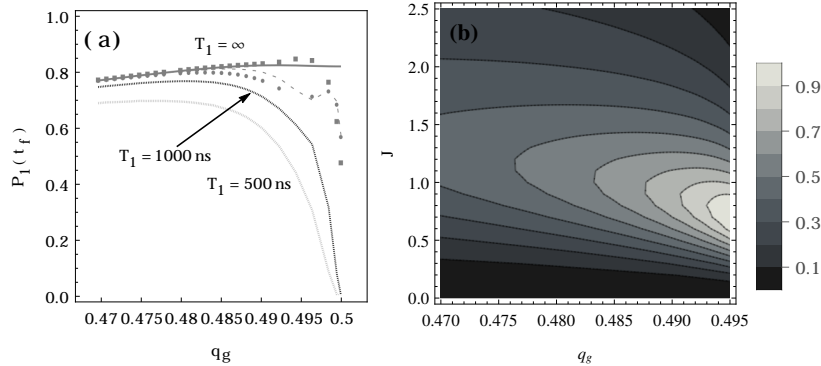 ( a )
T1 = ∞
T1 = 1000 ns
T1 = 500 ns
P1 ( tf )
1.0
0.8
0.6
0.4
0.2
0.0
0.47 0.475 0.48 0.485 0.49 0.495 0.5
qg
(b)
J
2.5
2.0
1.5
1.0
0.5
0.0
0.470 0.475 0.480 0.485 0.490 0.495
qg
0.9
0.7
0.5
0.3
0.1